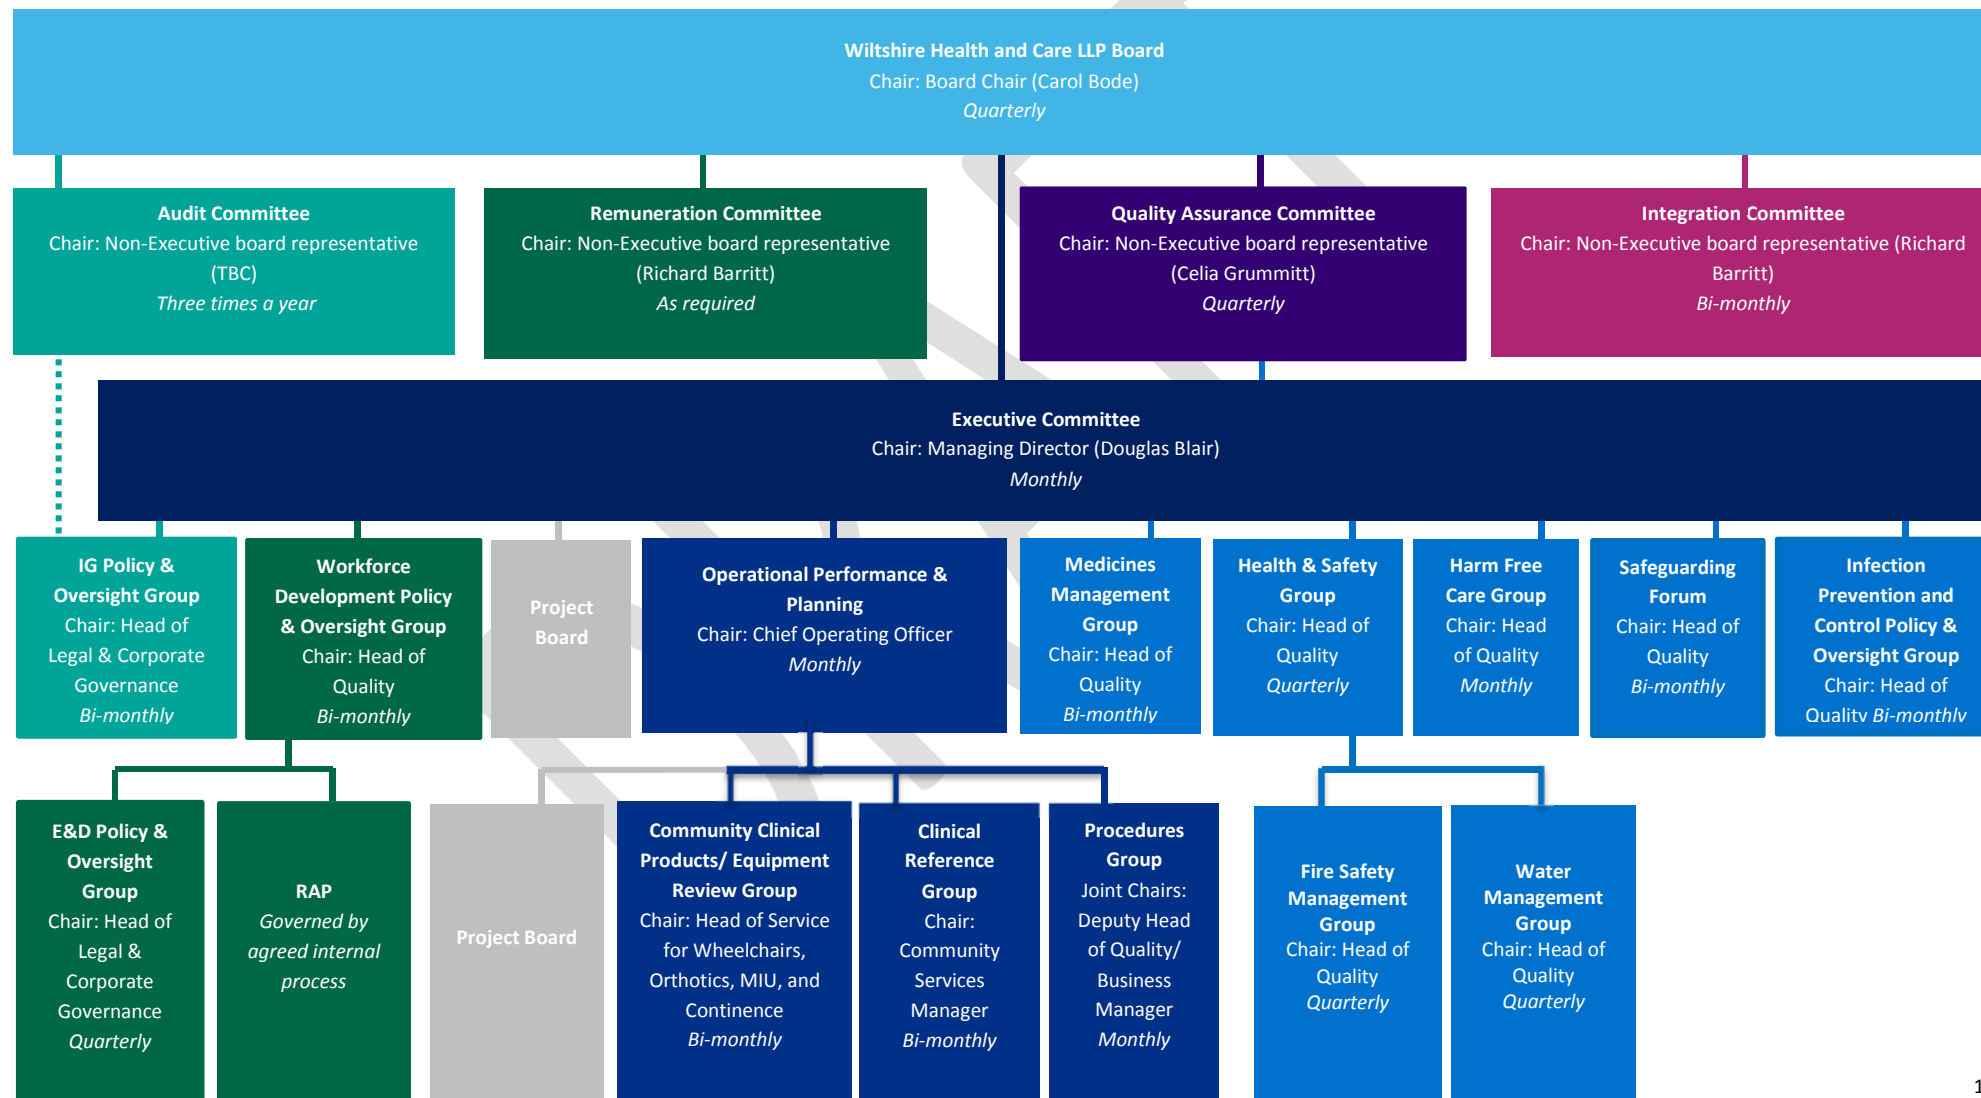 Wiltshire Health and Care LLP Board
Chair: Board Chair (Carol Bode)
Quarterly
Audit Committee
Chair: Non-Executive board representative
(TBC)
Three times a year
Remuneration Committee
Chair: Non-Executive board representative
(Richard Barritt)
As required
Quality Assurance Committee
Chair: Non-Executive board representative
(Celia Grummitt)
Quarterly
Integration Committee
Chair: Non-Executive board representative (Richard
Barritt)
Bi-monthly
Executive Committee
Chair: Managing Director (Douglas Blair)
Monthly
IG Policy &
Oversight Group
Chair: Head of
Legal & Corporate
Governance
Bi-monthly
Workforce
Development Policy
& Oversight Group
Chair: Head of
Quality
Bi-monthly
Project
Board
Operational Performance &
Planning
Chair: Chief Operating Officer
Monthly
Medicines
Management
Group
Chair: Head of
Quality
Bi-monthly
Health & Safety
Group
Chair: Head of
Quality
Quarterly
Harm Free
Care Group
Chair: Head
of Quality
Monthly
Safeguarding
Forum
Chair: Head of
Quality
Bi-monthly
Infection
Prevention and
Control Policy &
Oversight Group
Chair: Head of
Quality Bi-monthly
E&D Policy &
Oversight
Group
Chair: Head of
Legal &
Corporate
Governance
Quarterly
RAP
Governed by
agreed internal
process
Project Board
Community Clinical
Products/ Equipment
Review Group
Chair: Head of Service
for Wheelchairs,
Orthotics, MIU, and
Continence
Bi-monthly
Clinical
Reference
Group
Chair:
Community
Services
Manager
Bi-monthly
Procedures
Group
Joint Chairs:
Deputy Head
of Quality/
Business
Manager
Monthly
Fire Safety
Management
Group
Chair: Head of
Quality
Quarterly
Water
Management
Group
Chair: Head of
Quality
Quarterly
1